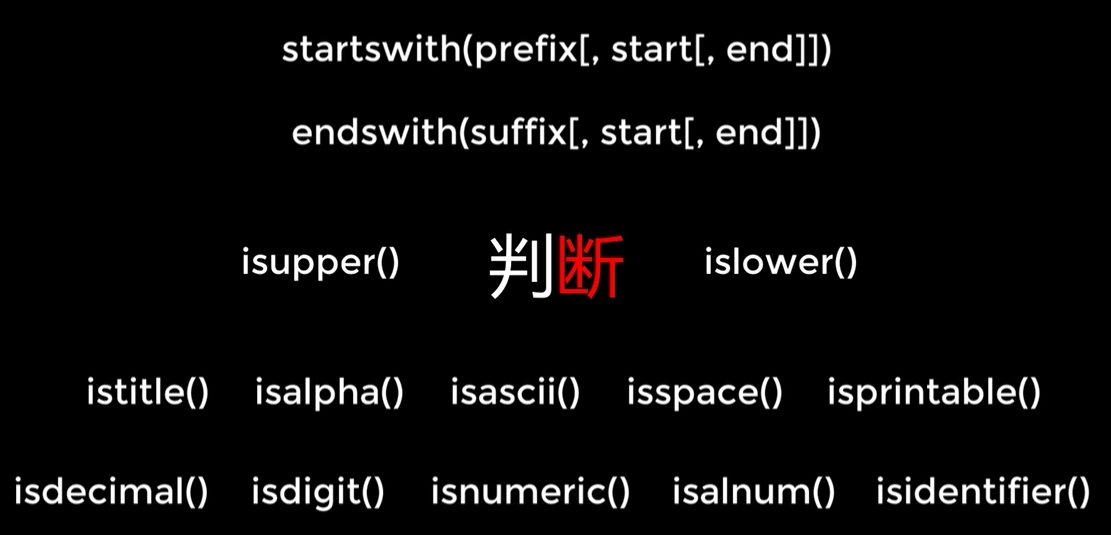 startswith(prefix[, start[, end]])
endswith(suffix[, start[, end]])
isupper() 判断 islower()
istitle() isalpha() isascii() isspace() isprintable()
isdecimal() isdigit() isnumeric() isalnum() isidentifier()